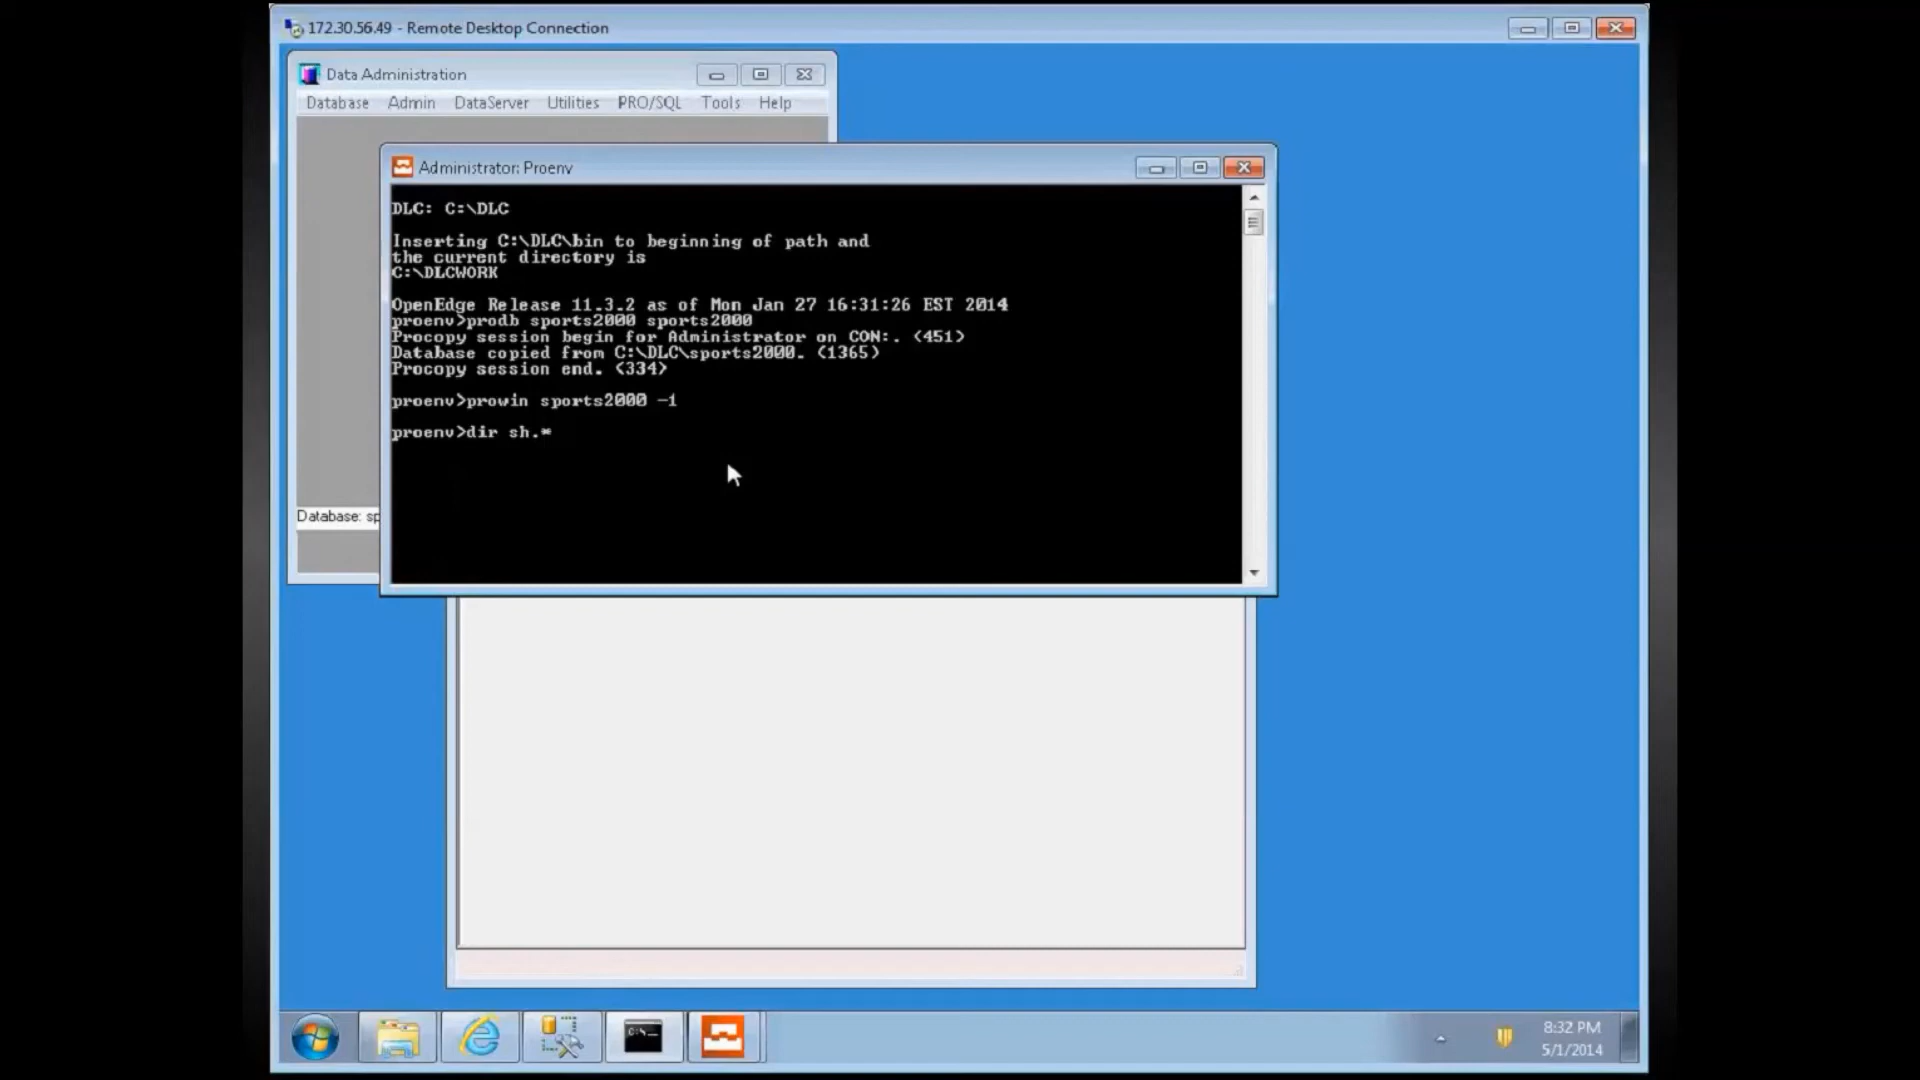 172.30.56.49 - Remote Desktop Connection
Data Administration
Database Admin DataServer Utilities PRO/SQL Tools Help
Administrator: Proenv
DLC: C:\DLC
Inserting C:\DLC\bin to beginning of path and
the current directory is
C:\DLCWORK
OpenEdge Release 11.3.2 as of Mon Jan 27 16:31:26 EST 2014
proenv>prodb sports2000 sports2000
Procopy session begin for Administrator on CON:. (451)
Database copied from C:\DLC\sports2000. (1365)
Procopy session end. (334)
proenv>prowin sports2000 -1
proenv>dir sh.*
Database: sp
C:\_
8:32 PM
5/1/2014